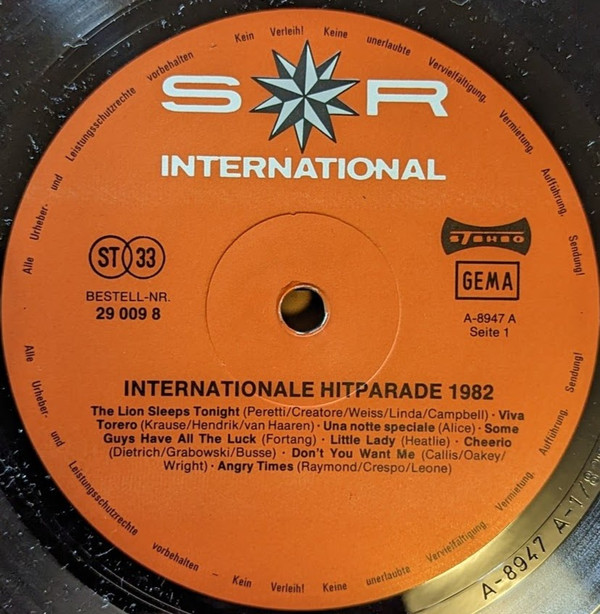 Alle Urheber- und Leistungsschutzrechte vorbehalten Kein Verleih! Keine unerlaubte Vervielfältigung, Vermietung, Aufführung, Sendung!
S R
INTERNATIONAL
ST 33
STEREO
GEMA
BESTELL-NR.
29 009 8
A-8947 A
Seite 1
INTERNATIONALE HITPARADE 1982
The Lion Sleeps Tonight (Peretti/Creatore/Weiss/Linda/Campbell) · Viva
Torero (Krause/Hendrik/van Haaren) · Una notte speciale (Alice) · Some
Guys Have All The Luck (Fortang) · Little Lady (Heatlie) · Cheerio
(Dietrich/Grabowski/Busse) · Don't You Want Me (Callis/Oakey/
Wright) · Angry Times (Raymond/Crespo/Leone)
Alle Urheber- und Leistungsschutzrechte vorbehalten Kein Verleih! Keine unerlaubte Vervielfältigung, Vermietung, Aufführung, Sendung!
A-8947 A-1/8